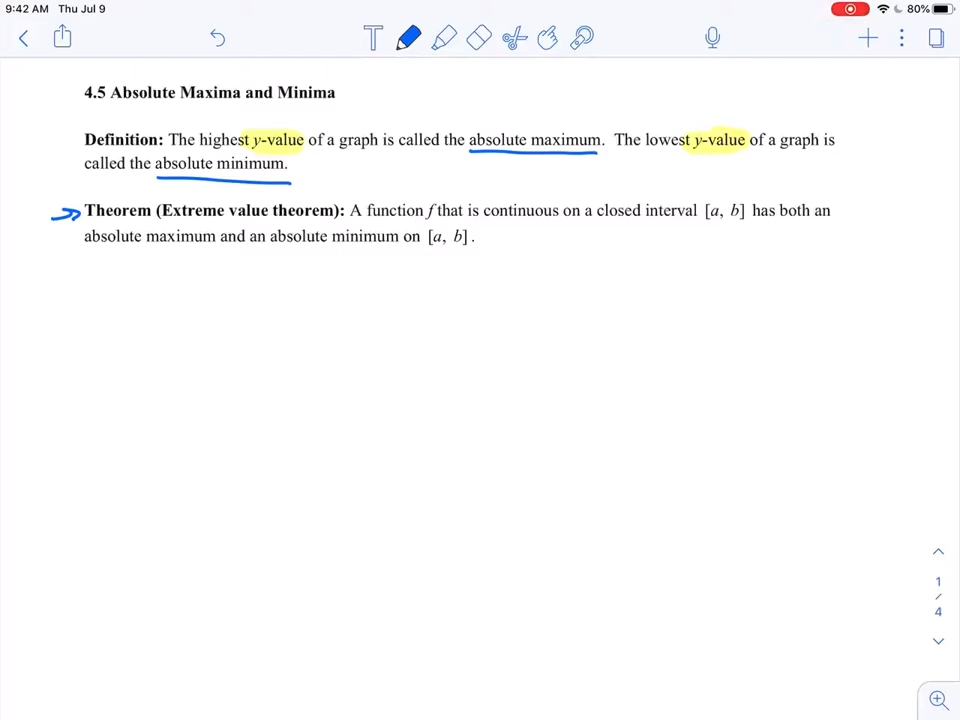 9:42 AM Thu Jul 9
80%
T
4.5 Absolute Maxima and Minima
Definition: The highest y-value of a graph is called the absolute maximum. The lowest y-value of a graph is
called the absolute minimum.
Theorem (Extreme value theorem): A function f that is continuous on a closed interval [a, b] has both an
absolute maximum and an absolute minimum on [a, b].
1
/
4